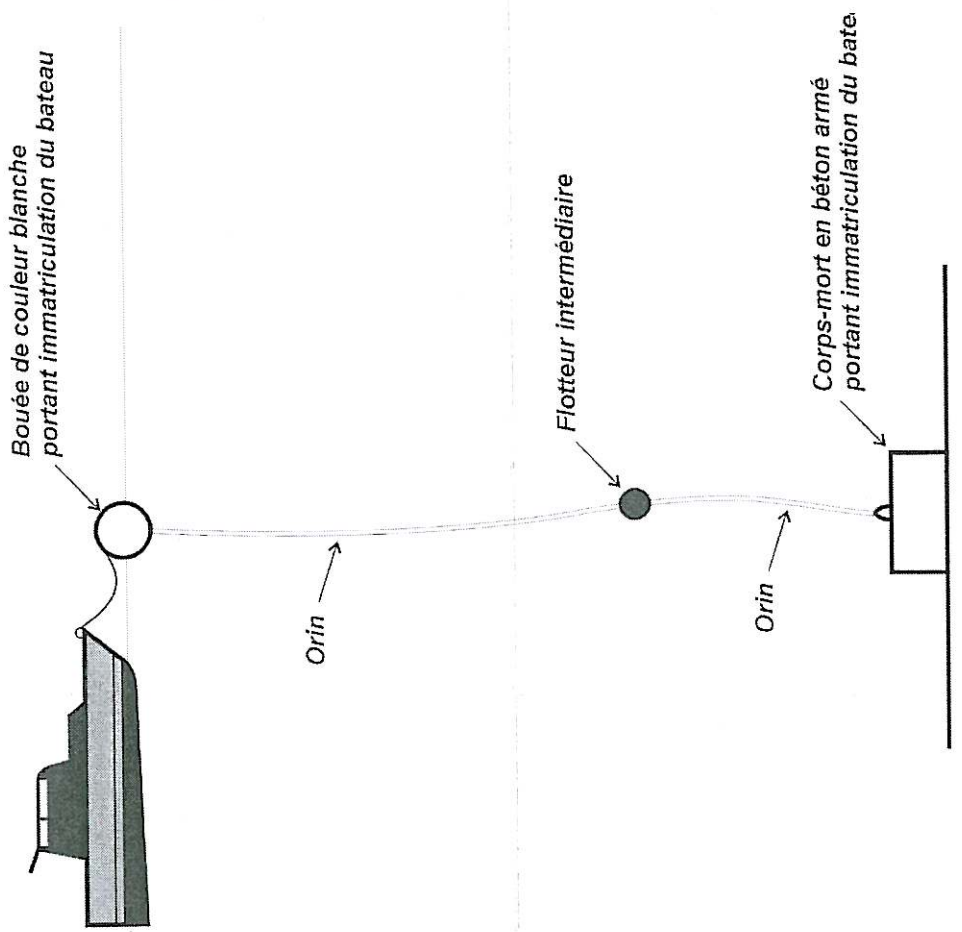 Bouée de couleur blanche
portant immatriculation du bateau
Orin
Flotteur intermédiaire
Orin
Corps-mort en béton armé
portant immatriculation du bate